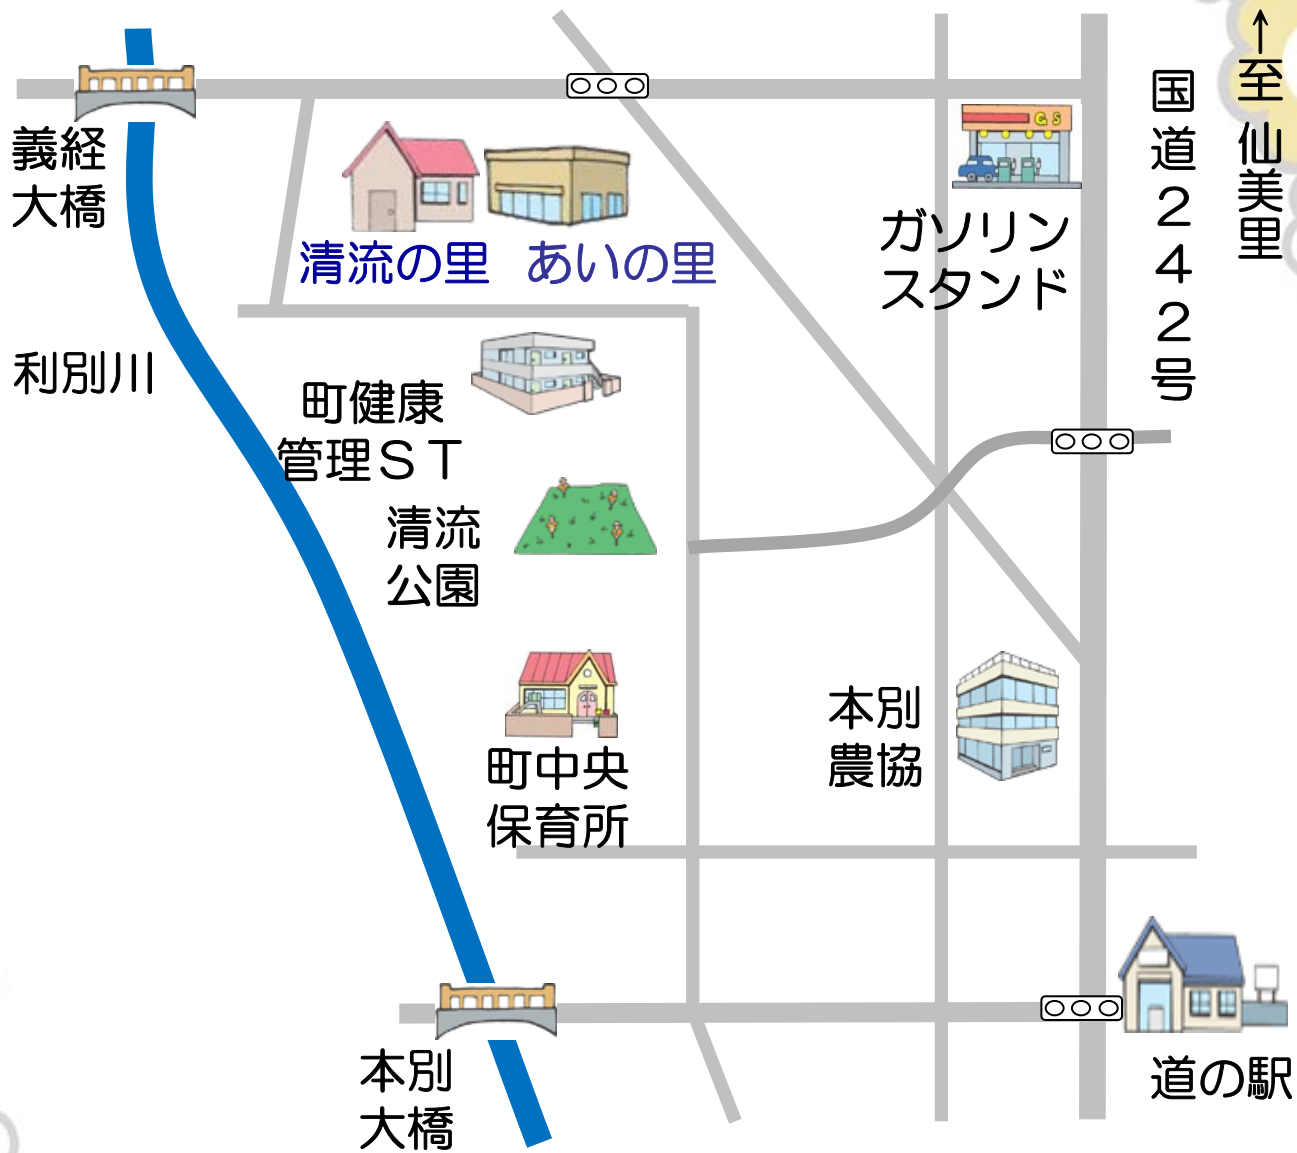 ↑至 仙美里
国道２４２号
義経
大橋
清流の里
あいの里
GS
ガソリン
スタンド
利別川
町健康
管理ＳＴ
清流
公園
町中央
保育所
本別
農協
本別
大橋
道の駅